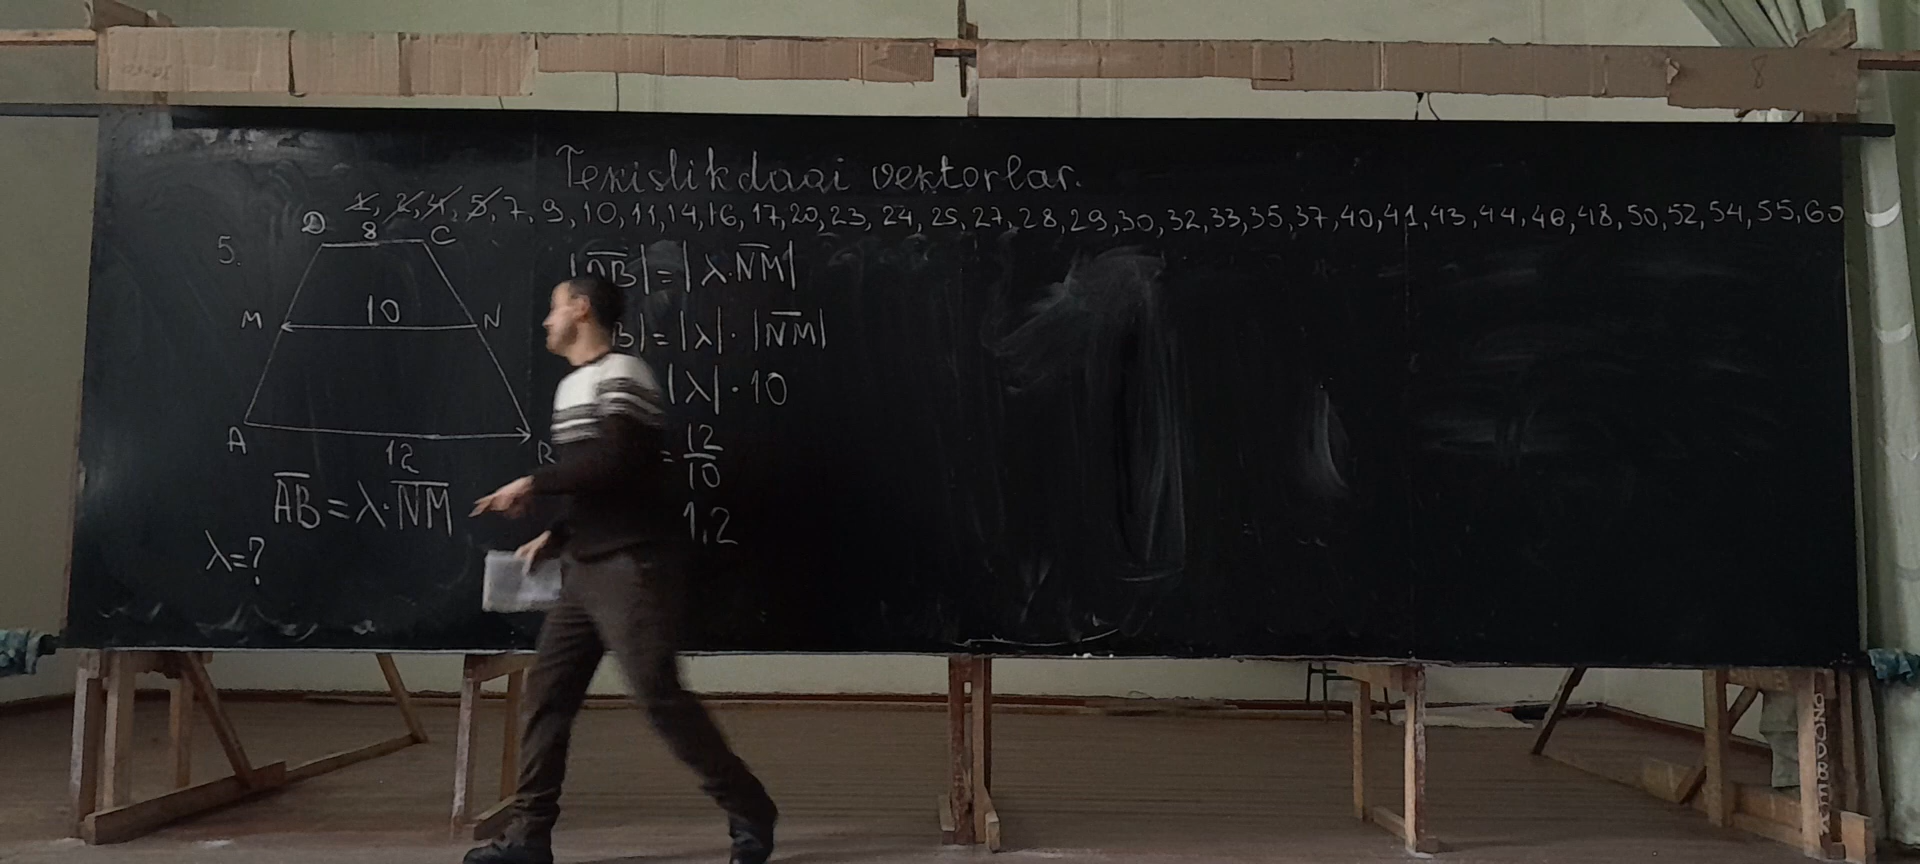 Tekislikdagi vektorlar.
1, 2, 4, 5, 7, 9, 10, 11, 14, 16, 17, 20, 23, 24, 25, 27, 28, 29, 30, 32, 33, 35, 37, 40, 41, 43, 44, 46, 48, 50, 52, 54, 55, 60
5.
D 8 C
M 10 N
A 12 B
AB = λ·NM
λ=?
|AB| = |λ·NM|
B| = |λ|·|NM|
|λ|·10
= 12/10
1,2
8